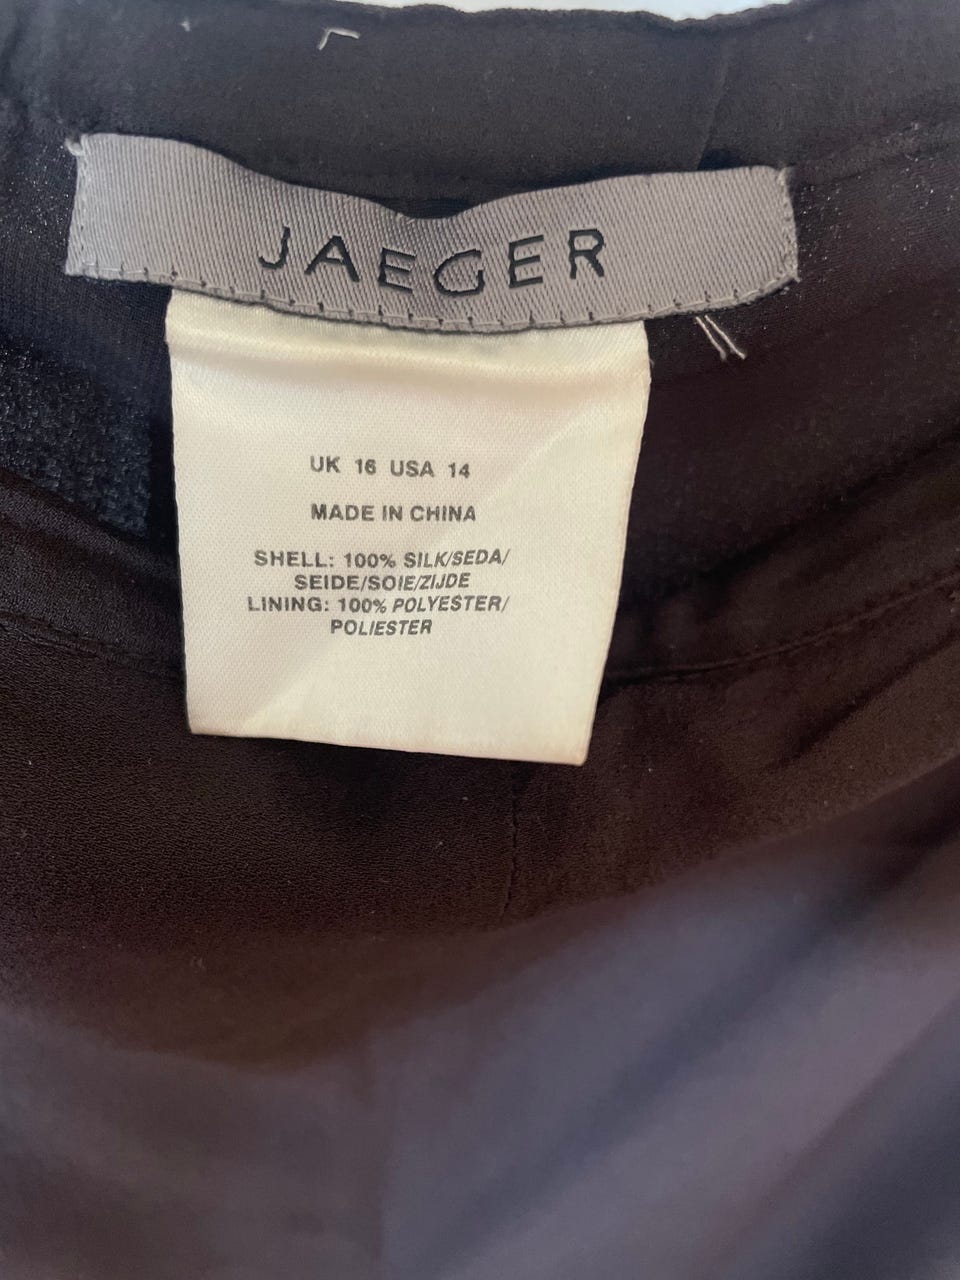 JAEGER
UK 16 USA 14
MADE IN CHINA
SHELL: 100% SILK/SEDA/
SEIDE/SOIE/ZIJDE
LINING: 100% POLYESTER/
POLIESTER